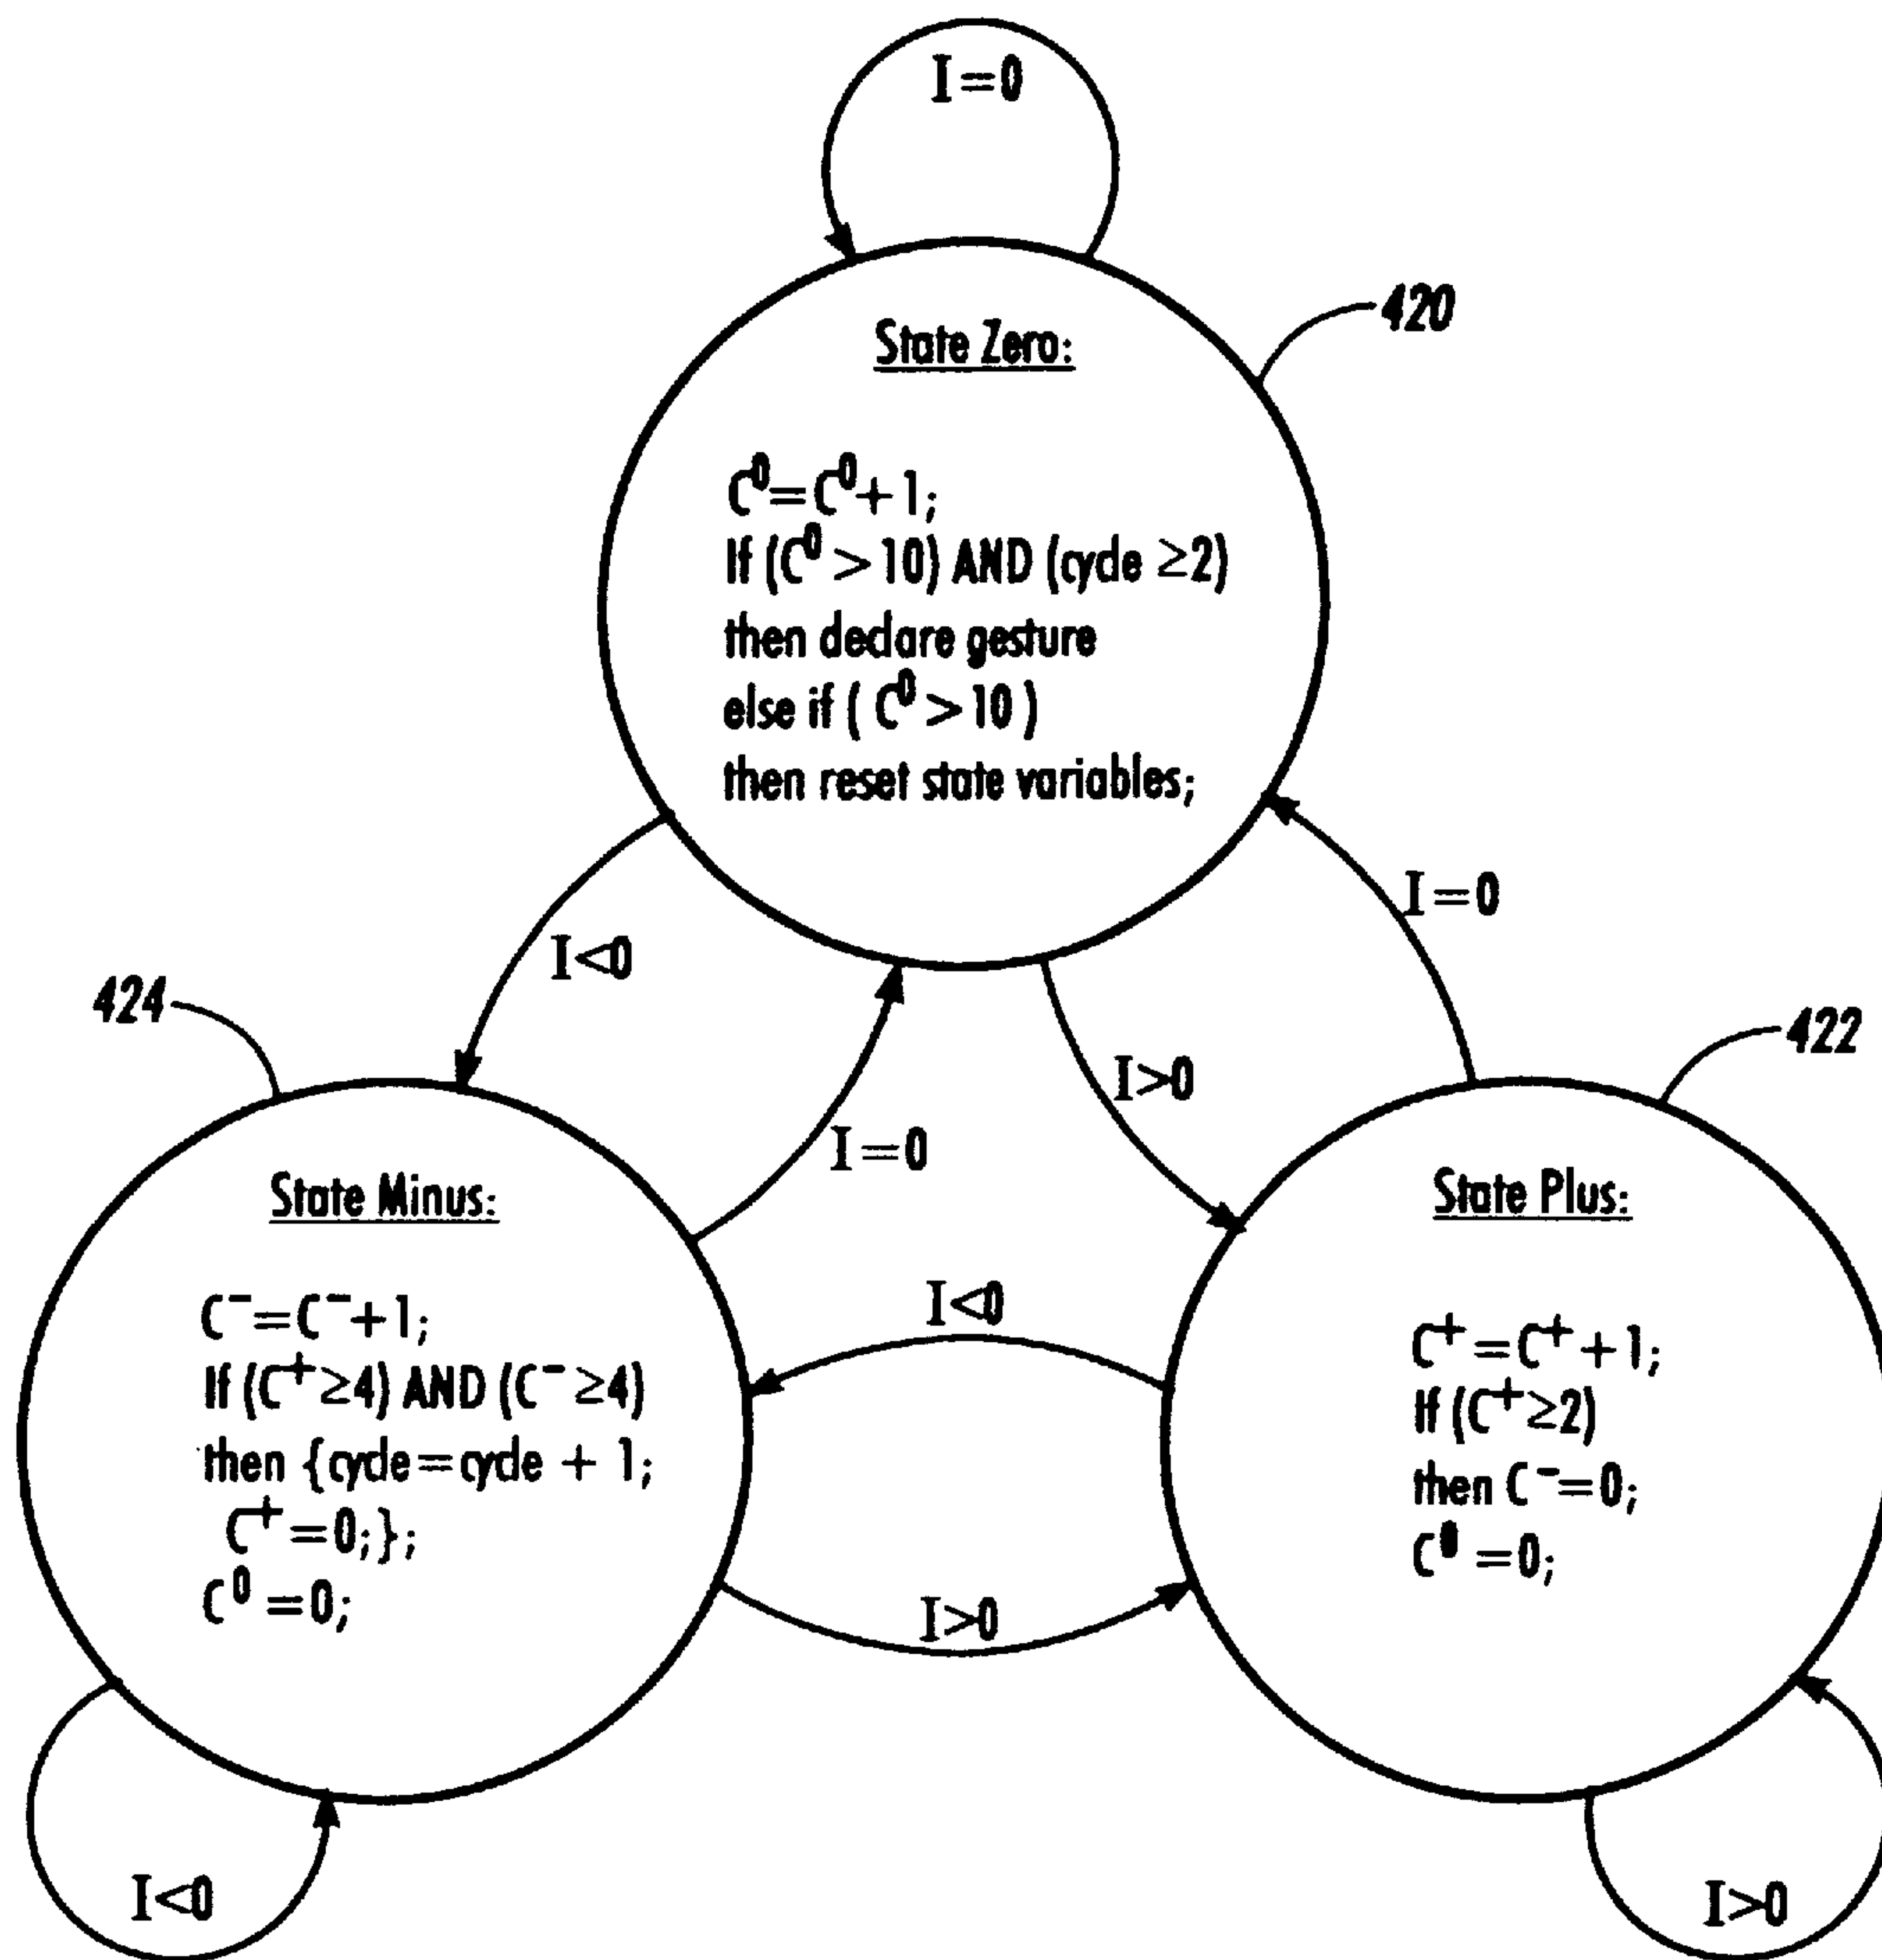 I=0
420
State Zero:
C⁰=C⁰+1;
If (C⁰ > 10) AND (cycle ≥2)
then declare gesture
else if ( C⁰ > 10 )
then reset state variables;
I=0
I<0
424
422
I>0
I=0
State Minus:
C⁻=C⁻+1;
If (C⁺≥4) AND (C⁻≥4)
then {cycle=cycle + 1;
C⁺=0;};
C⁰=0;
State Plus:
C⁺=C⁺+1;
If (C⁺≥2)
then C⁻=0;
C⁰=0;
I<0
I>0
I<0
I>0